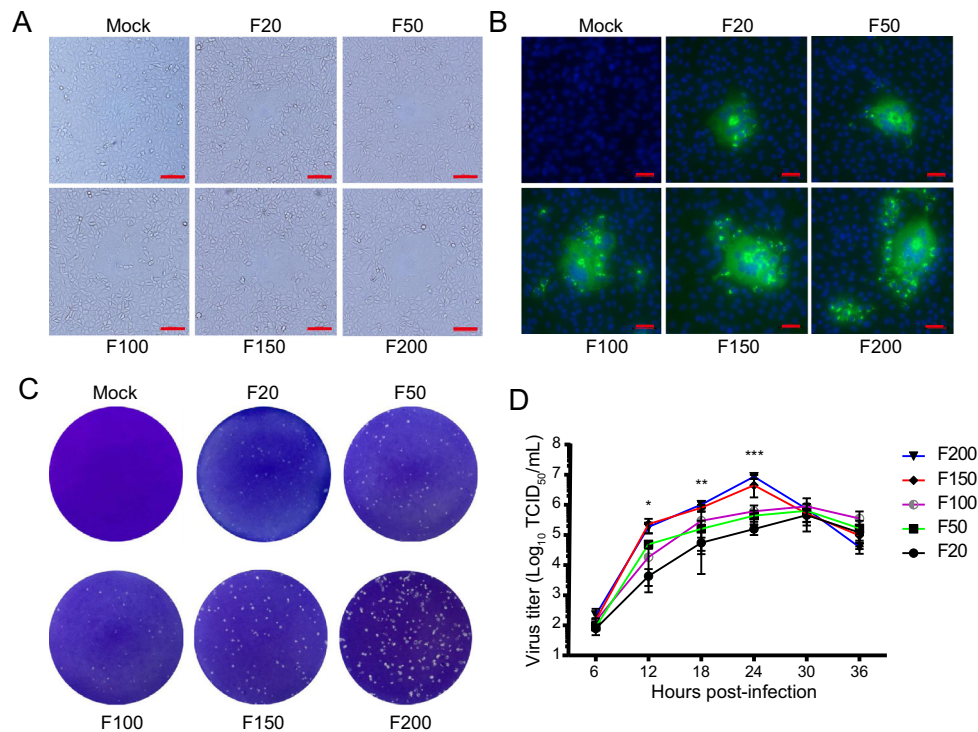 A
Mock F20 F50
F100 F150 F200
B
Mock F20 F50
F100 F150 F200
C
Mock F20 F50
F100 F150 F200
D
Virus titer (Log10 TCID50/mL)
8
7
6
5
4
3
2
1
* ** ***
6 12 18 24 30 36
Hours post-infection
F200
F150
F100
F50
F20